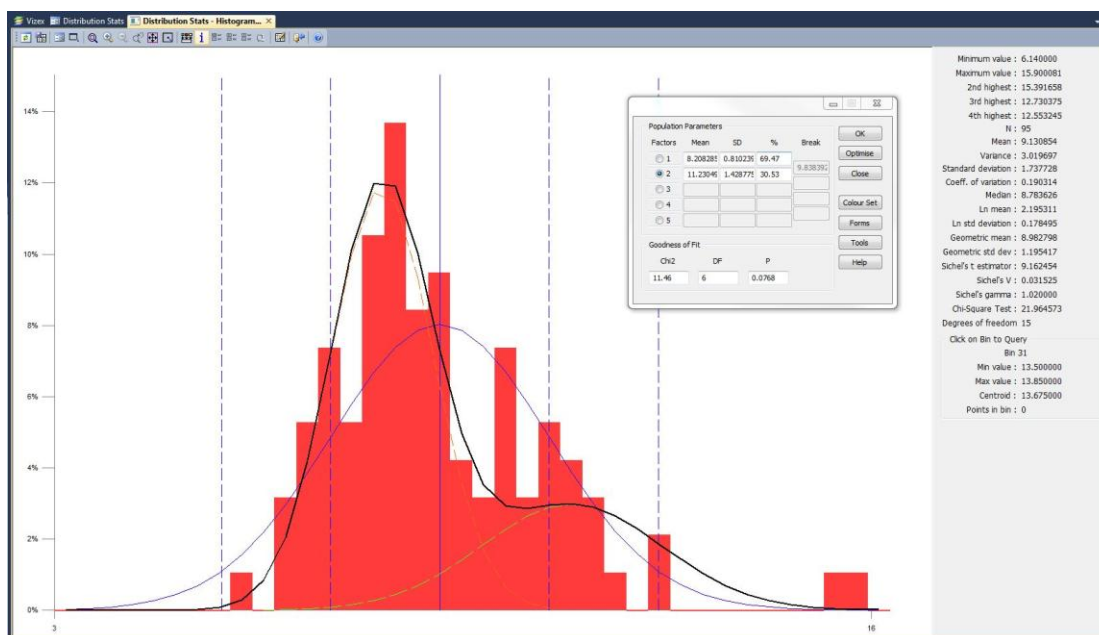 Vizex Distribution Stats Distribution Stats - Histogram... ×
14%
12%
10%
8%
6%
4%
2%
0%
3 16
Population Parameters
Factors Mean SD % Break
1 8.208285 0.810239 69.47
2 11.23049 1.428775 30.53
9.838392
3
4
5
Goodness of Fit
Chi2 DF P
11.46 6 0.0768
OK
Optimise
Close
Colour Set
Forms
Tools
Help
Minimum value : 6.140000
Maximum value : 15.900081
2nd highest : 15.391658
3rd highest : 12.730375
4th highest : 12.553245
N : 95
Mean : 9.130854
Variance : 3.019697
Standard deviation : 1.737728
Coeff. of variation : 0.190314
Median : 8.783626
Ln mean : 2.195311
Ln std deviation : 0.178495
Geometric mean : 8.982798
Geometric std dev : 1.195417
Sichel's t estimator : 9.162454
Sichel's V : 0.031525
Sichel's gamma : 1.020000
Chi-Square Test : 21.964573
Degrees of freedom 15
Click on Bin to Query
Bin 31
Min value : 13.500000
Max value : 13.850000
Centroid : 13.675000
Points in bin : 0